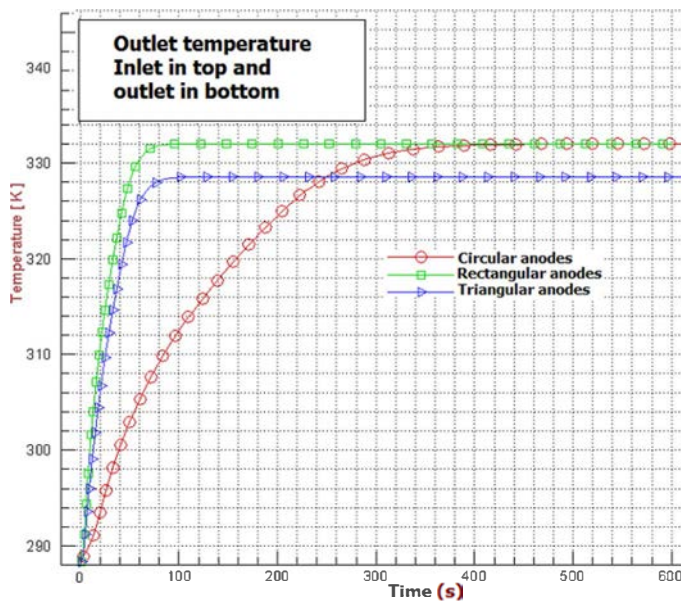 Outlet temperature
Inlet in top and
outlet in bottom
340
330
320
310
300
290
Temperature [ K ]
Circular anodes
Rectangular anodes
Triangular anodes
0
100
200
300
400
500
600
Time (s)